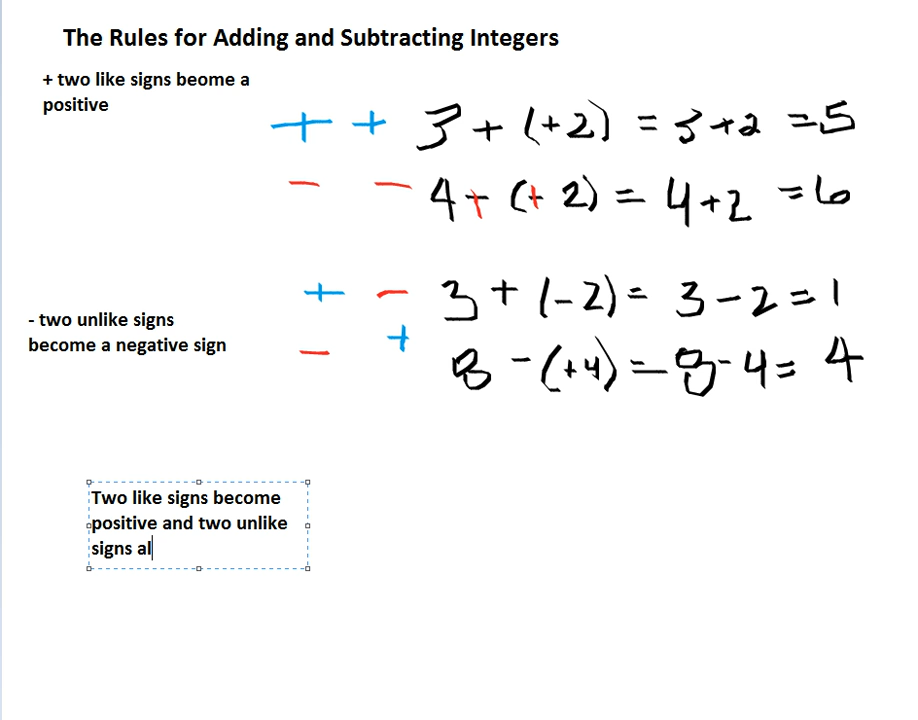 The Rules for Adding and Subtracting Integers
+ two like signs beome a
positive
+ + 3 + (+2) = 3+2 =5
− − 4+ (+ 2) = 4+2 =6
+ − 3 + (−2) = 3−2=1
- two unlike signs
become a negative sign
− + 8 −(+4)=8-4= 4
Two like signs become
positive and two unlike
signs al